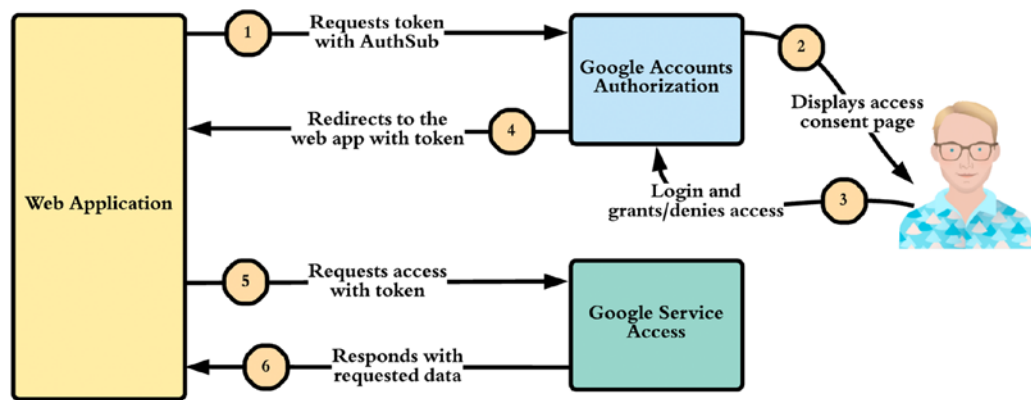 1
Requests token
with AuthSub
Google Accounts
Authorization
2
Displays access
consent page
Redirects to the
web app with token
4
Login and
grants/denies access
3
Web Application
5
Requests access
with token
Google Service
Access
6
Responds with
requested data